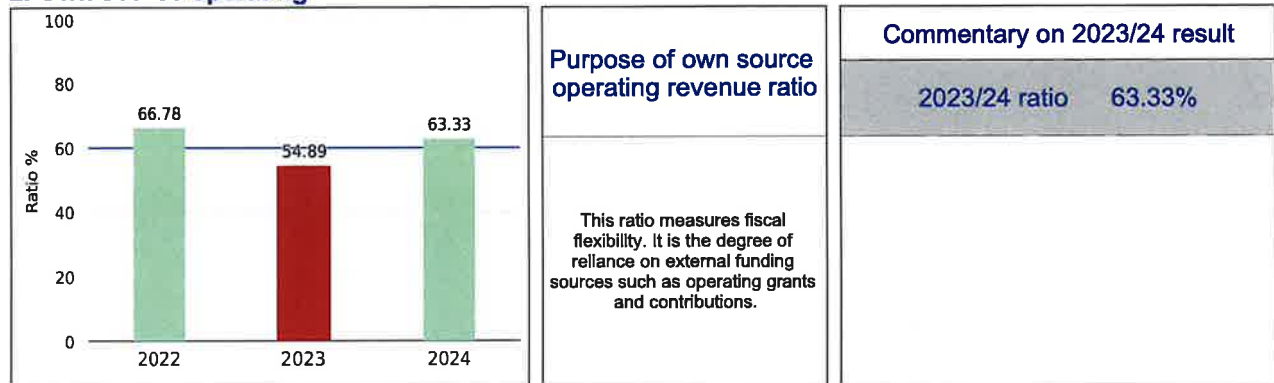 100
80
60
40
20
0
Ratio %
66.78
54.89
63.33
2022
2023
2024
Purpose of own source
operating revenue ratio
This ratio measures fiscal
flexibility. It is the degree of
reliance on external funding
sources such as operating grants
and contributions.
Commentary on 2023/24 result
2023/24 ratio 63.33%